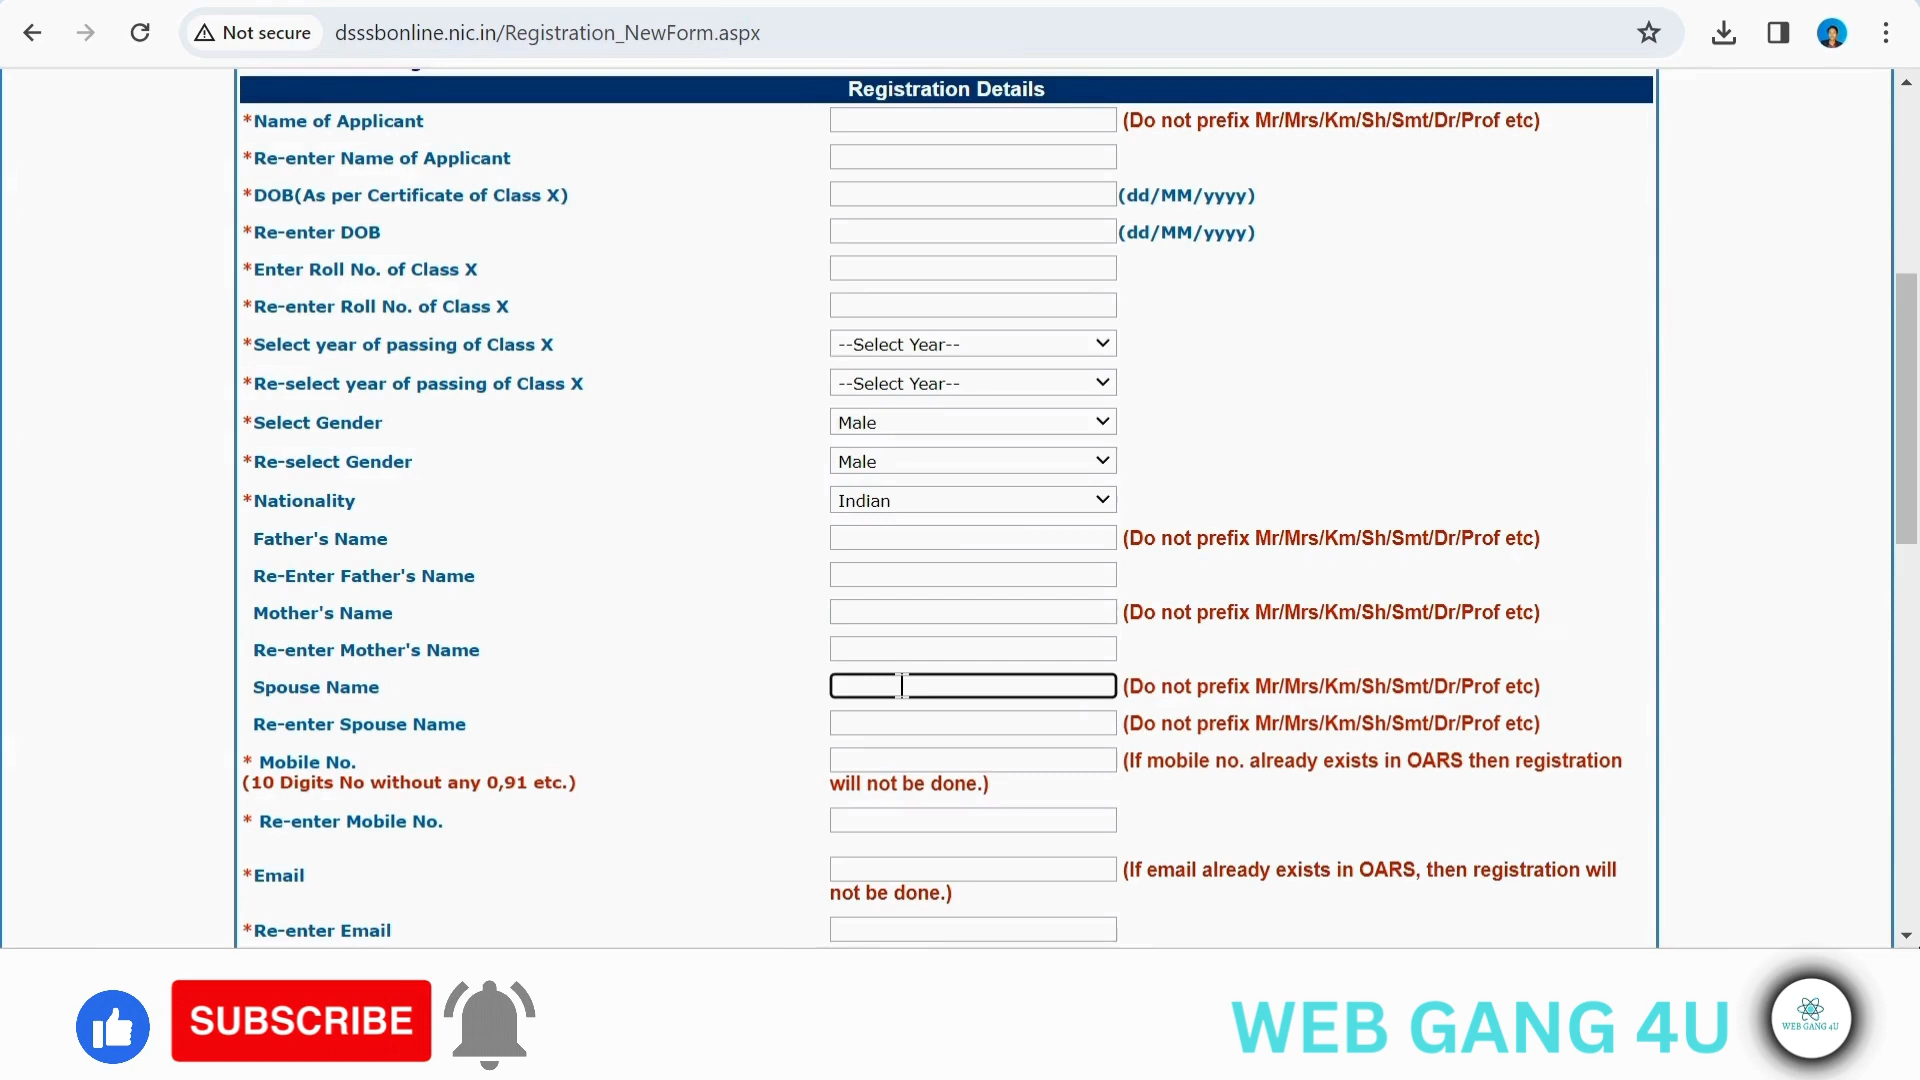 Not secure
dsssbonline.nic.in/Registration_NewForm.aspx
Registration Details
*Name of Applicant (Do not prefix Mr/Mrs/Km/Sh/Smt/Dr/Prof etc)
*Re-enter Name of Applicant
*DOB(As per Certificate of Class X) (dd/MM/yyyy)
*Re-enter DOB (dd/MM/yyyy)
*Enter Roll No. of Class X
*Re-enter Roll No. of Class X
*Select year of passing of Class X --Select Year--
*Re-select year of passing of Class X --Select Year--
*Select Gender Male
*Re-select Gender Male
*Nationality Indian
Father's Name (Do not prefix Mr/Mrs/Km/Sh/Smt/Dr/Prof etc)
Re-Enter Father's Name
Mother's Name (Do not prefix Mr/Mrs/Km/Sh/Smt/Dr/Prof etc)
Re-enter Mother's Name
Spouse Name (Do not prefix Mr/Mrs/Km/Sh/Smt/Dr/Prof etc)
Re-enter Spouse Name (Do not prefix Mr/Mrs/Km/Sh/Smt/Dr/Prof etc)
* Mobile No. (If mobile no. already exists in OARS then registration
(10 Digits No without any 0,91 etc.) will not be done.)
* Re-enter Mobile No.
*Email (If email already exists in OARS, then registration will
not be done.)
*Re-enter Email
SUBSCRIBE
WEB GANG 4U
WEB GANG 4U